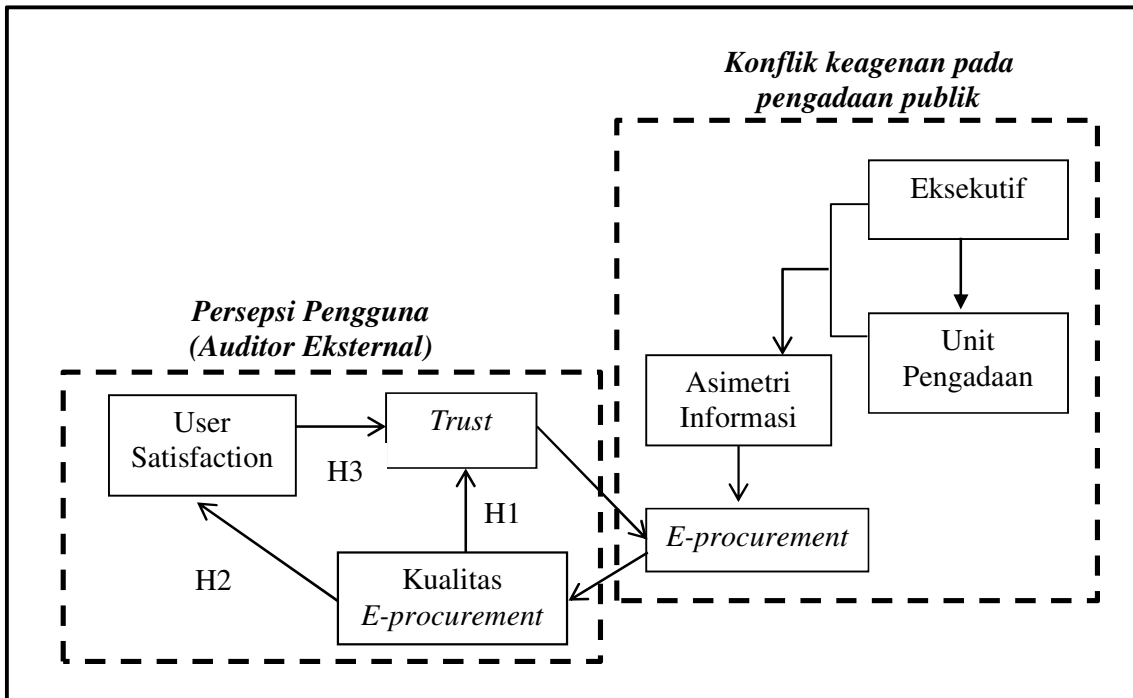 Konflik keagenan pada
pengadaan publik
Eksekutif
Unit
Pengadaan
Asimetri
Informasi
E-procurement
Persepsi Pengguna
(Auditor Eksternal)
User
Satisfaction
Trust
H3
H1
H2
Kualitas
E-procurement